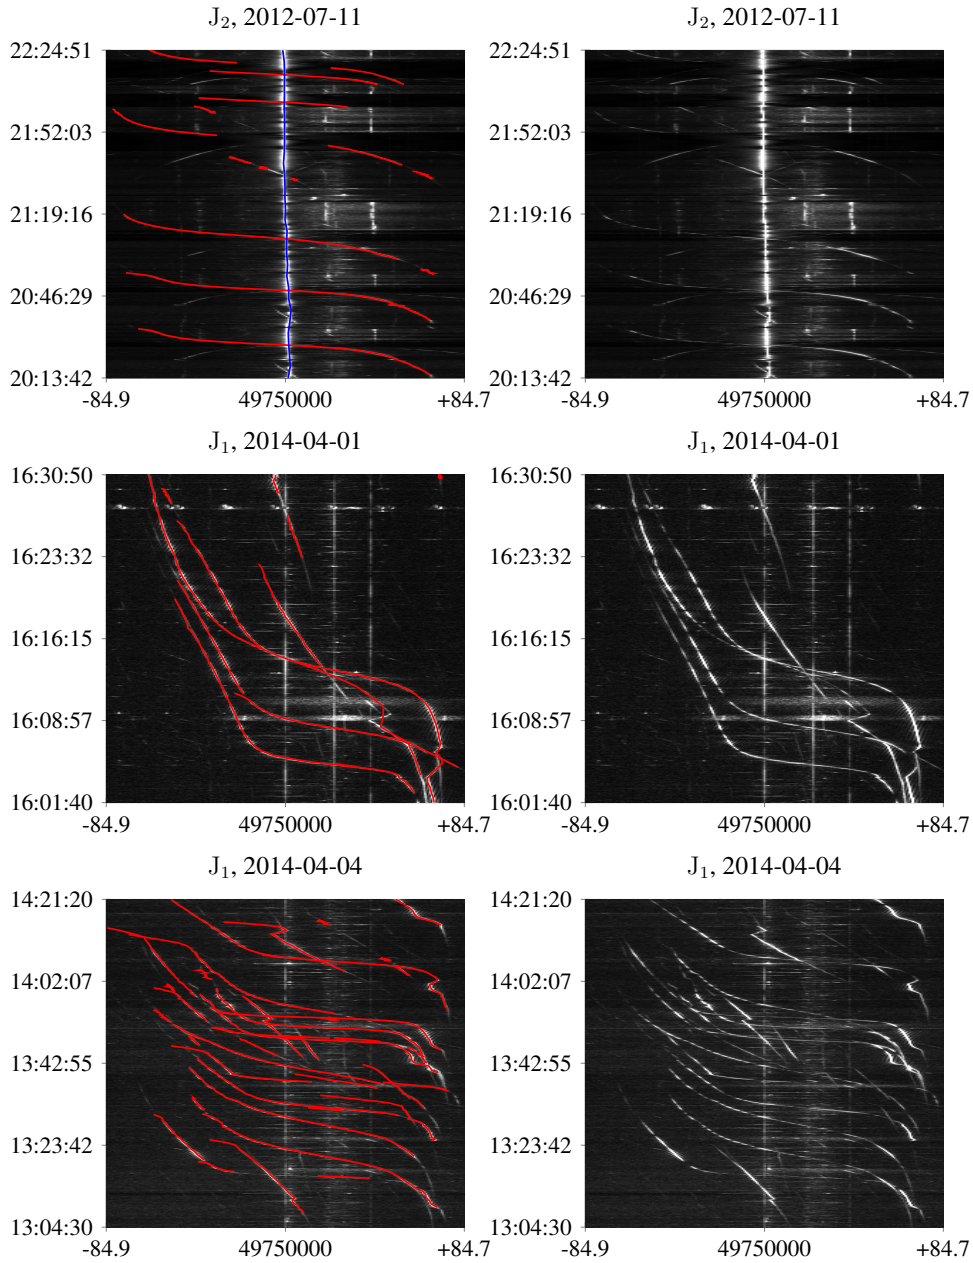 J₂, 2012-07-11
J₂, 2012-07-11
22:24:51
21:52:03
21:19:16
20:46:29
20:13:42
-84.9 49750000 +84.7
22:24:51
21:52:03
21:19:16
20:46:29
20:13:42
-84.9 49750000 +84.7
J₁, 2014-04-01
J₁, 2014-04-01
16:30:50
16:23:32
16:16:15
16:08:57
16:01:40
-84.9 49750000 +84.7
16:30:50
16:23:32
16:16:15
16:08:57
16:01:40
-84.9 49750000 +84.7
J₁, 2014-04-04
J₁, 2014-04-04
14:21:20
14:02:07
13:42:55
13:23:42
13:04:30
-84.9 49750000 +84.7
14:21:20
14:02:07
13:42:55
13:23:42
13:04:30
-84.9 49750000 +84.7